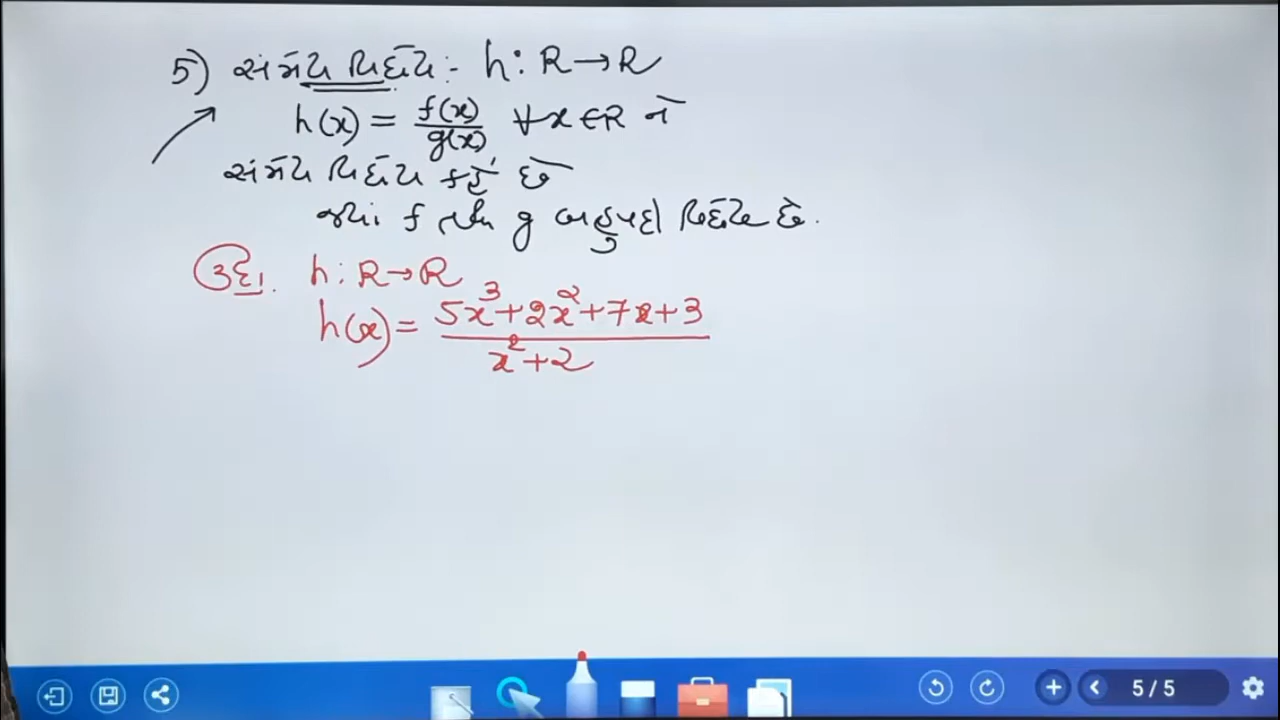 5) સંમેય વિધેય:- h: R→R
h(x) = f(x)/g(x) ∀x∈R ને
સંમેય વિધેય કહે છે
જ્યાં f તથા g બહુપદી વિધેય છે.
ઉદા. h: R→R
h(x) = 5x³+2x²+7x+3 / x²+2
5/5